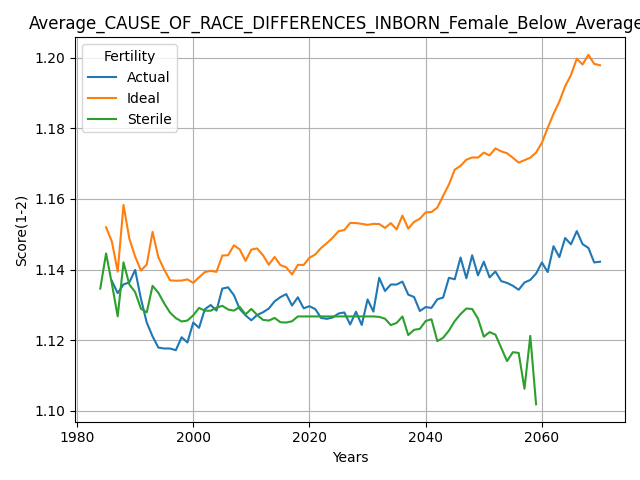 Average_CAUSE_OF_RACE_DIFFERENCES_INBORN_Female_Below_Average
Fertility
Actual
Ideal
Sterile
Score(1-2)
1.20
1.18
1.16
1.14
1.12
1.10
1980
2000
2020
2040
2060
Years